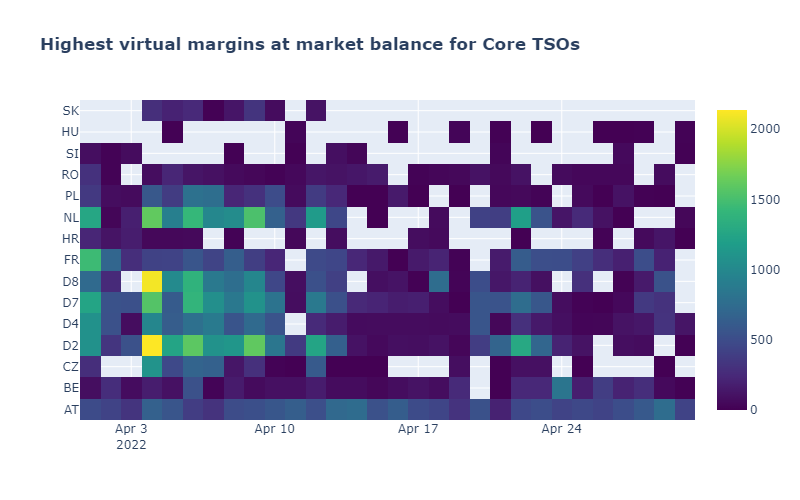 Highest virtual margins at market balance for Core TSOs
SK
HU
SI
RO
PL
NL
HR
FR
D8
D7
D4
D2
CZ
BE
AT
Apr 3
2022
Apr 10
Apr 17
Apr 24
2000
1500
1000
500
0